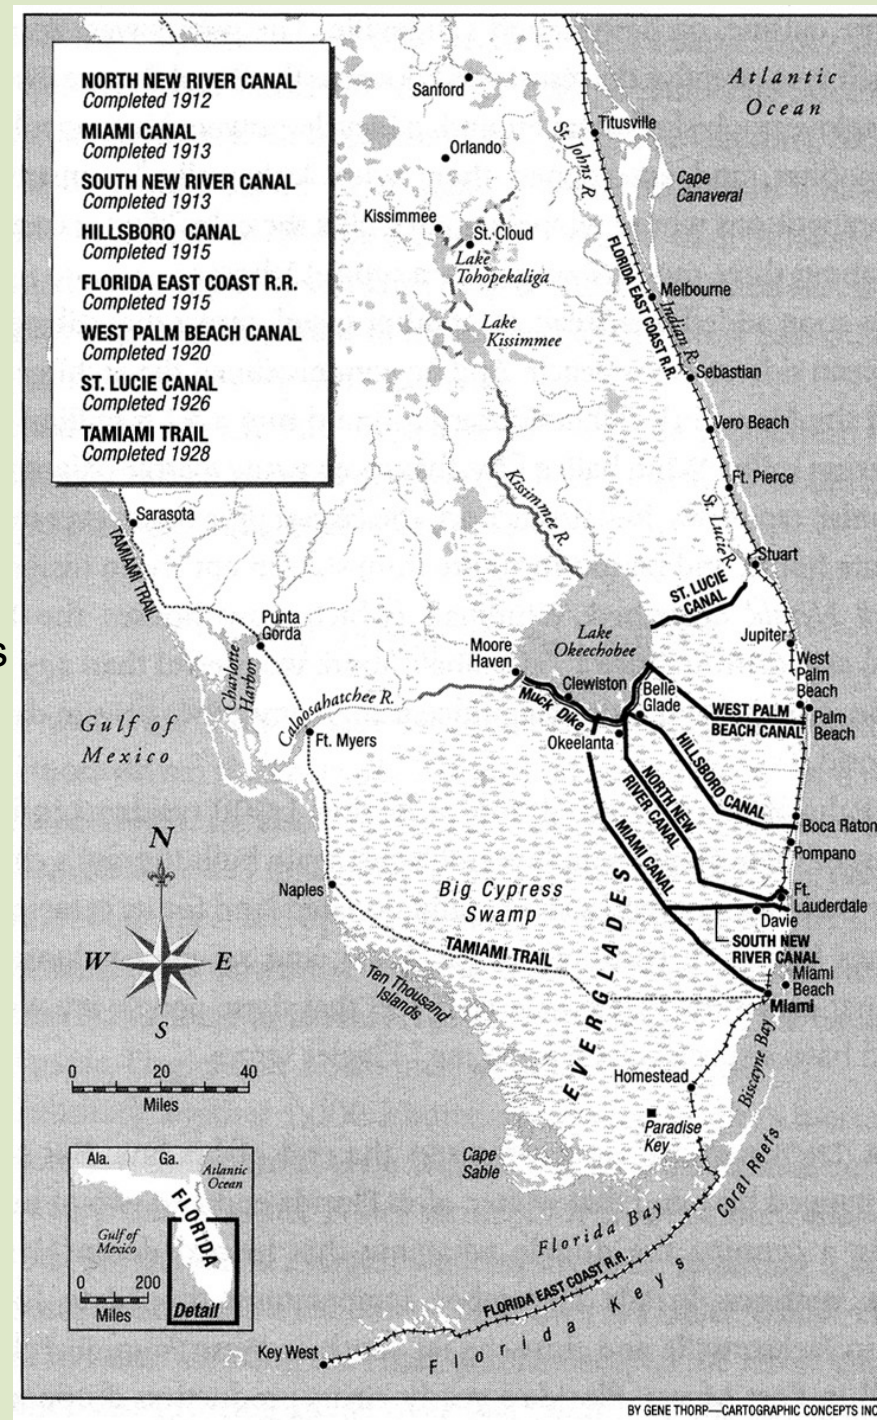 NORTH NEW RIVER CANAL
Completed 1912
MIAMI CANAL
Completed 1913
SOUTH NEW RIVER CANAL
Completed 1913
HILLSBORO CANAL
Completed 1915
FLORIDA EAST COAST R.R.
Completed 1915
WEST PALM BEACH CANAL
Completed 1920
ST. LUCIE CANAL
Completed 1926
TAMIAMI TRAIL
Completed 1928
Atlantic
Ocean
Sanford
Titusville
St. Johns R.
Orlando
Cape
Canaveral
Kissimmee
St. Cloud
Lake
Tohopekaliga
FLORIDA EAST COAST R.R.
Melbourne
Indian R.
Lake
Kissimmee
Sebastian
Vero Beach
Kissimmee R.
Ft. Pierce
St. Lucie R.
Sarasota
TAMIAMI TRAIL
Stuart
ST. LUCIE
CANAL
Punta
Gorda
Charlotte
Harbor
Lake
Okeechobee
Jupiter
Moore
Haven
West
Palm
Beach
s
Clewiston
Belle
Glade
Muck Dike
Caloosahatchee R.
WEST PALM
BEACH CANAL
Palm
Beach
Gulf of
Mexico
Ft. Myers
Okeelanta
HILLSBORO CANAL
NORTH NEW
RIVER CANAL
MIAMI CANAL
Boca Raton
Pompano
N
W
E
S
Naples
Big Cypress
Swamp
Ft.
Lauderdale
Davie
EVERGLADES
TAMIAMI TRAIL
SOUTH NEW
RIVER CANAL
Ten Thousand
Islands
Miami
Beach
Miami
Biscayne Bay
0 20 40
Miles
Homestead
Paradise
Key
Cape
Sable
Coral Reefs
Florida Bay
Ala. Ga.
Atlantic
Ocean
FLORIDA
Gulf of
Mexico
0 200
Miles
Detail
FLORIDA EAST COAST R.R.
Florida Keys
Key West
BY GENE THORP—CARTOGRAPHIC CONCEPTS INC